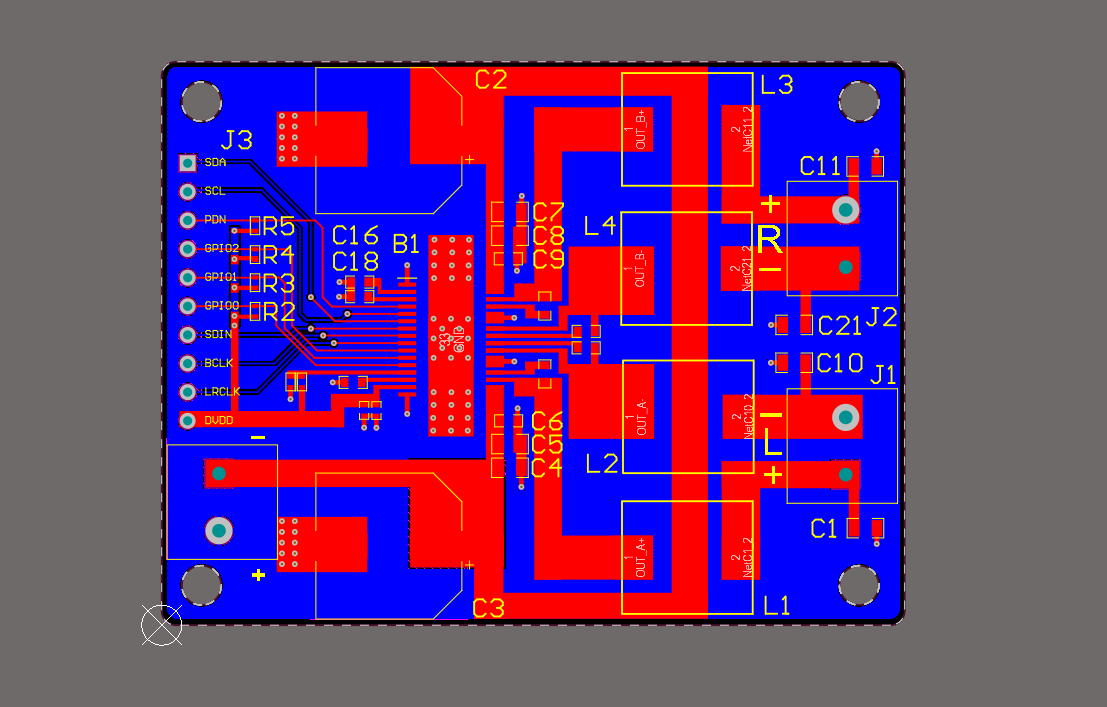 C2
L3
J3
1
OUT_B+
2
NetC11_2
SDA
C11
SCL
+
R
−
C7
PDN
R5
C16
B1
C8
L4
GPIO2
R4
C18
C9
1
OUT_B-
2
NetC21_2
GPIO1
R3
GPIO0
R2
J2
C21
SDIN
33
GND
BCLK
C10
J1
LRCLK
DVDD
C6
1
OUT_A-
2
NetC10_2
−
L
+
−
C5
C4
L2
C1
1
OUT_A+
2
NetC1_2
+
C3
L1